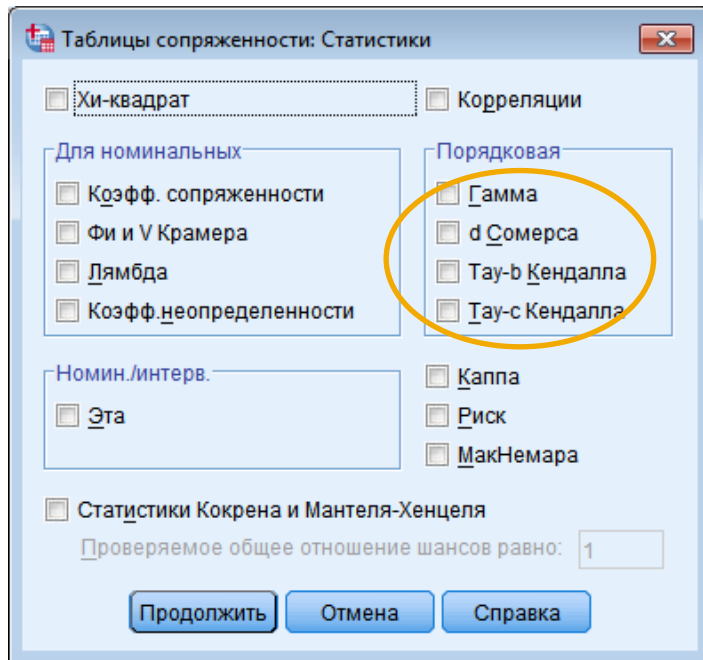 Таблицы сопряженности: Статистики
Хи-квадрат
Корреляции
Для номинальных
Коэфф. сопряженности
Фи и V Крамера
Лямбда
Коэфф.неопределенности
Порядковая
Гамма
d Сомерса
Тау-b Кендалла
Тау-c Кендалла
Номин./интерв.
Эта
Каппа
Риск
МакНемара
Статистики Кокрена и Мантеля-Хенцеля
Проверяемое общее отношение шансов равно: 1
Продолжить Отмена Справка